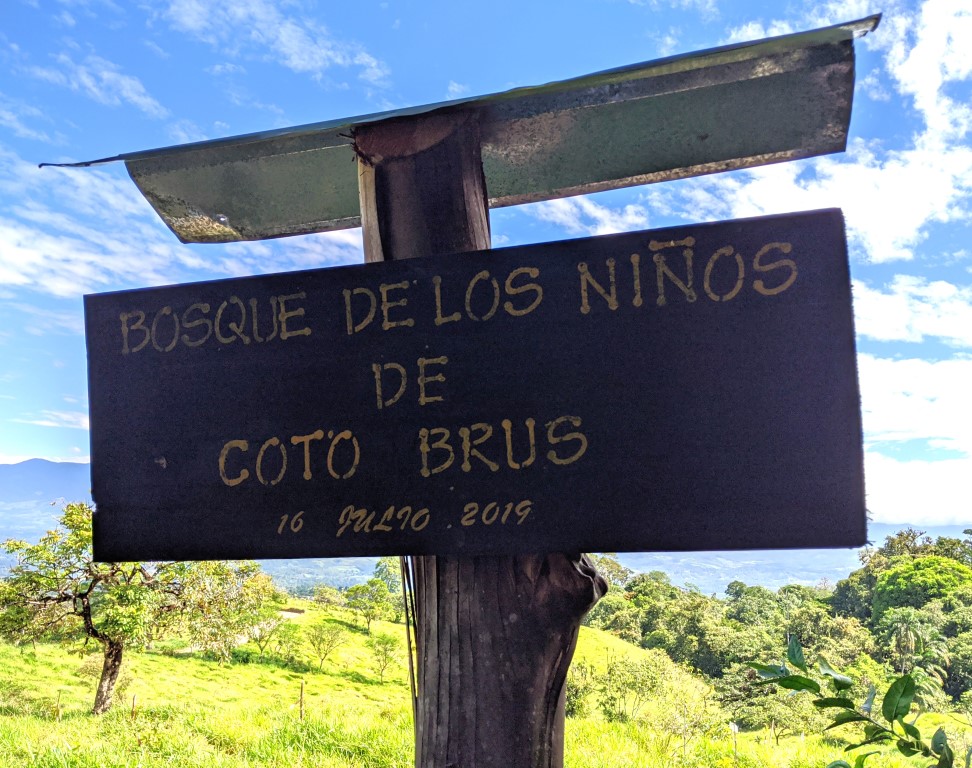 BOSQUE DE LOS NIÑOS
DE
COTO BRUS
16 JULIO 2019